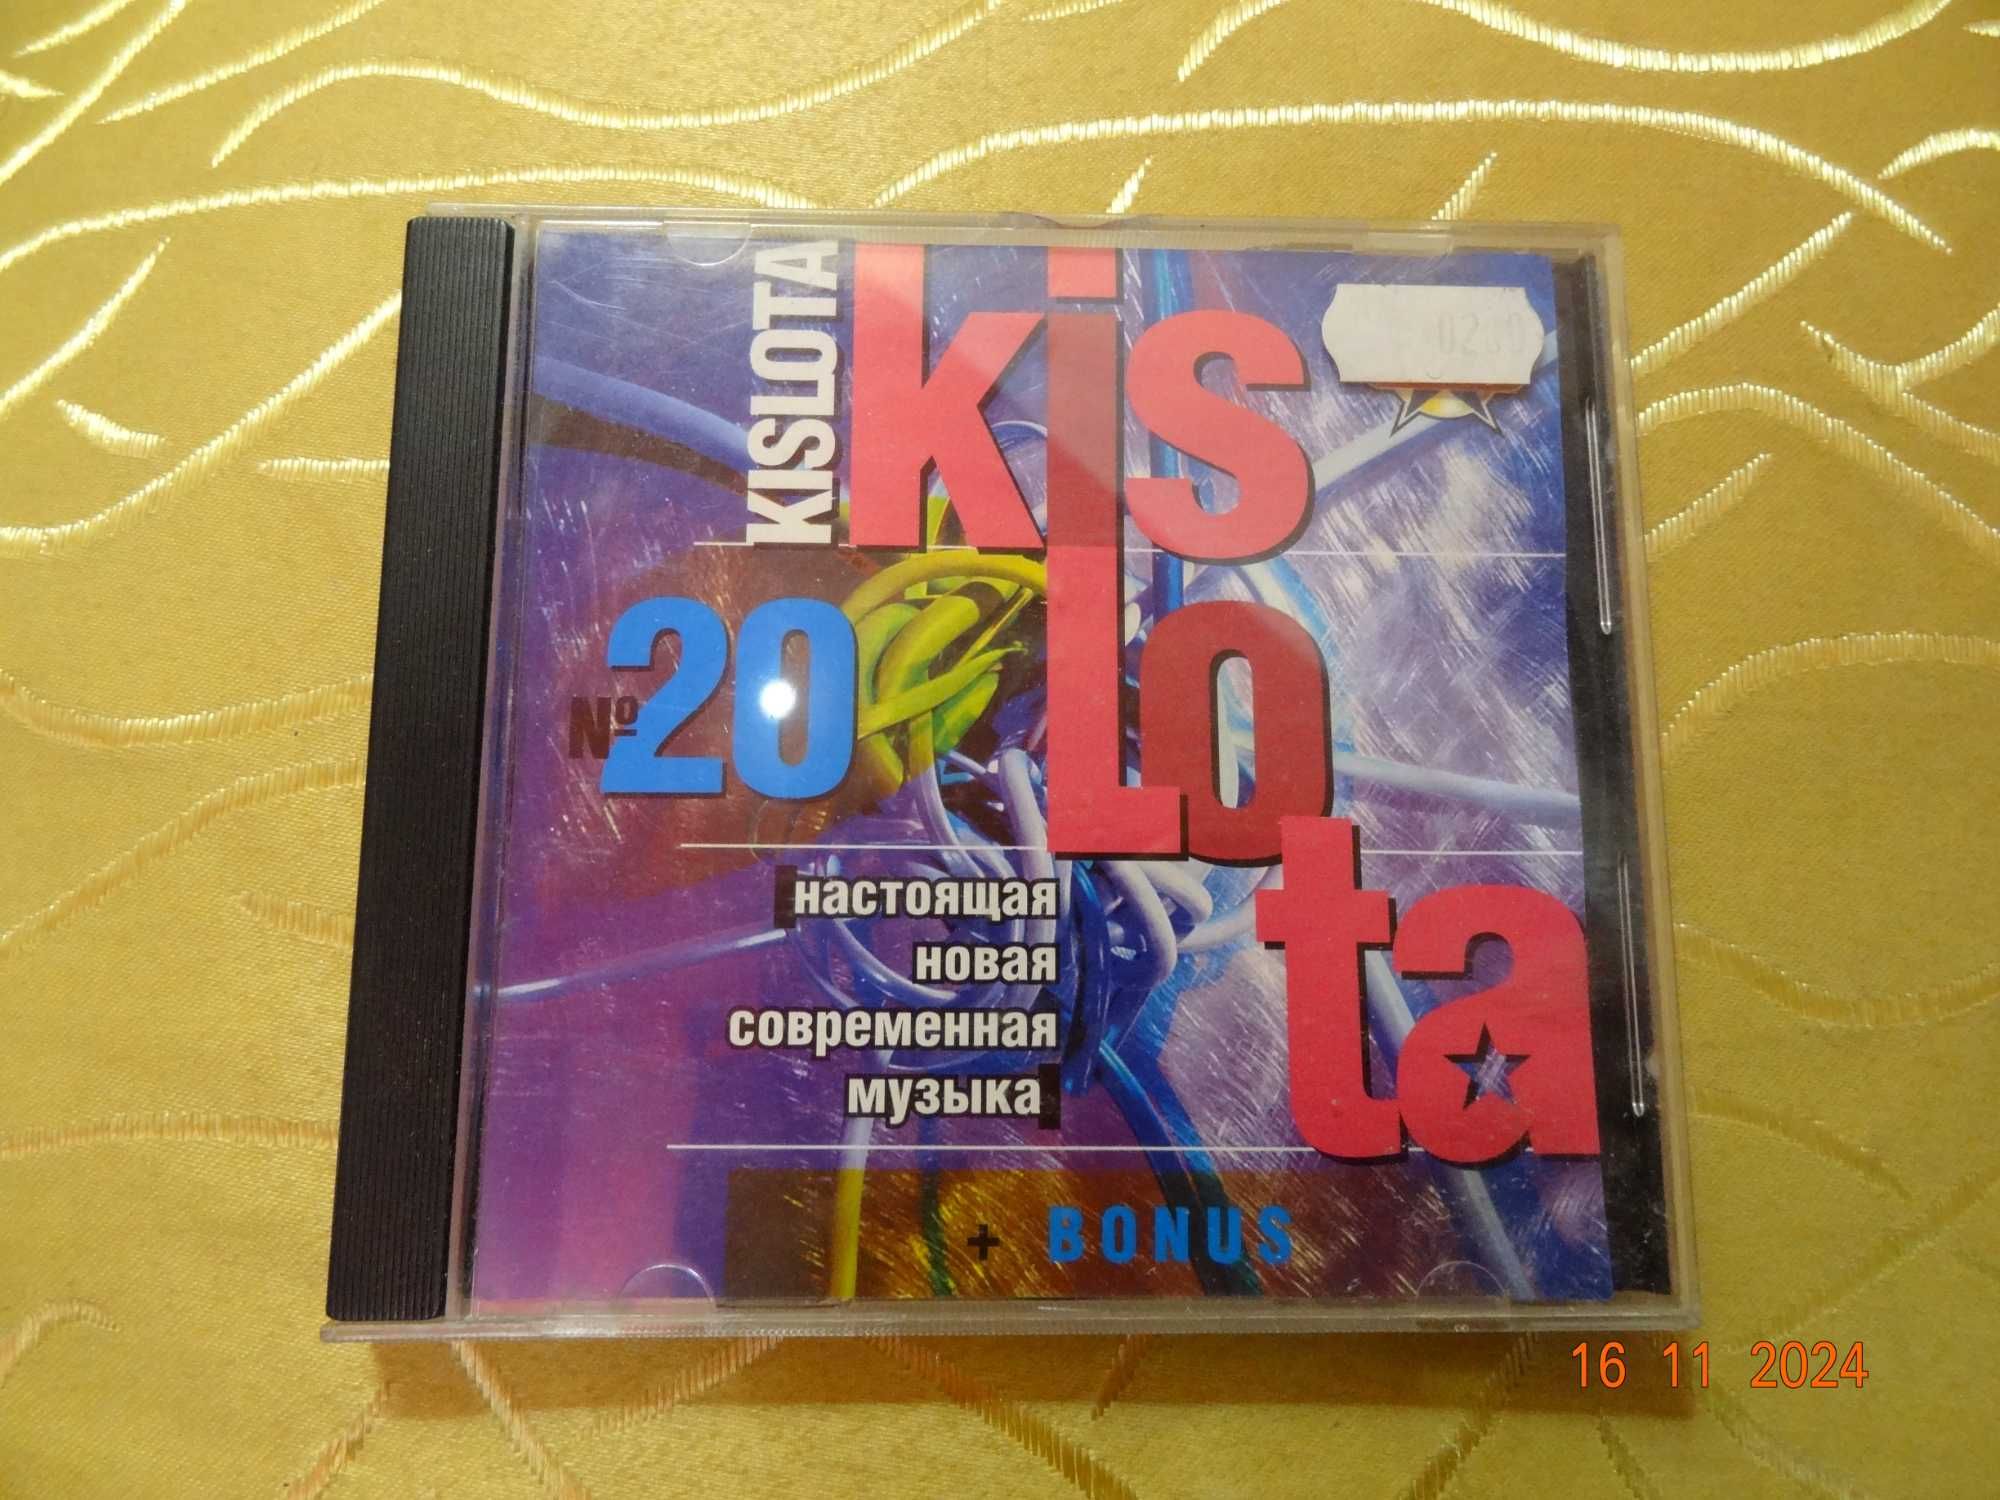 KISLOTA
kis
Lo
ta
№20
настоящая
новая
современная
музыка
+ BONUS
16 11 2024